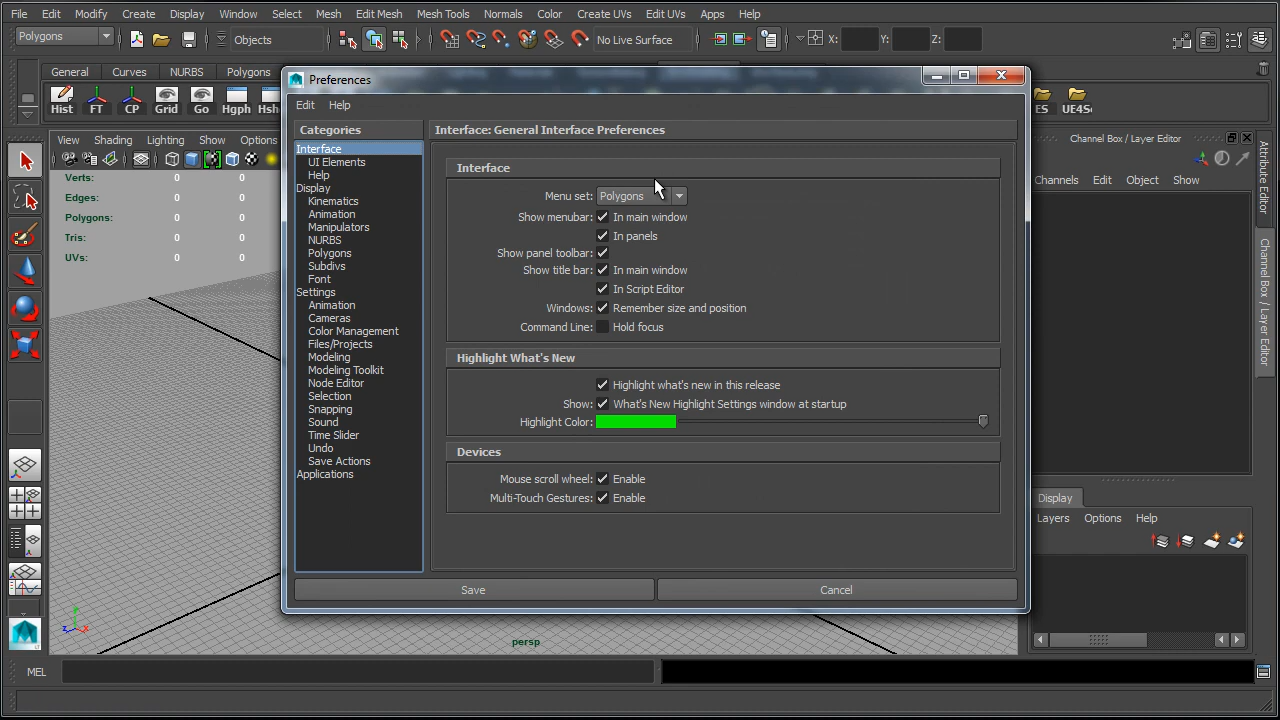 File Edit Modify Create Display Window Select Mesh Edit Mesh Mesh Tools Normals Color Create UVs Edit UVs Apps Help
Polygons Objects No Live Surface X: Y: Z:
General Curves NURBS Polygons
Hist FT CP Grid Go Hgph Hshd ES UE4Sc
Preferences
Edit Help
Categories
Interface
UI Elements
Help
Display
Kinematics
Animation
Manipulators
NURBS
Polygons
Subdivs
Font
Settings
Animation
Cameras
Color Management
Files/Projects
Modeling
Modeling Toolkit
Node Editor
Selection
Snapping
Sound
Time Slider
Undo
Save Actions
Applications
Interface: General Interface Preferences
Interface
Menu set: Polygons
Show menubar: In main window
In panels
Show panel toolbar:
Show title bar: In main window
In Script Editor
Windows: Remember size and position
Command Line: Hold focus
Highlight What's New
Highlight what's new in this release
Show: What's New Highlight Settings window at startup
Highlight Color:
Devices
Mouse scroll wheel: Enable
Multi-Touch Gestures: Enable
Save Cancel
View Shading Lighting Show Options
Verts: 0 0 0
Edges: 0 0 0
Polygons: 0 0 0
Tris: 0 0 0
UVs: 0 0 0
z x
persp
Channel Box / Layer Editor
Channels Edit Object Show
Attribute Editor
Channel Box / Layer Editor
Display
Layers Options Help
MEL